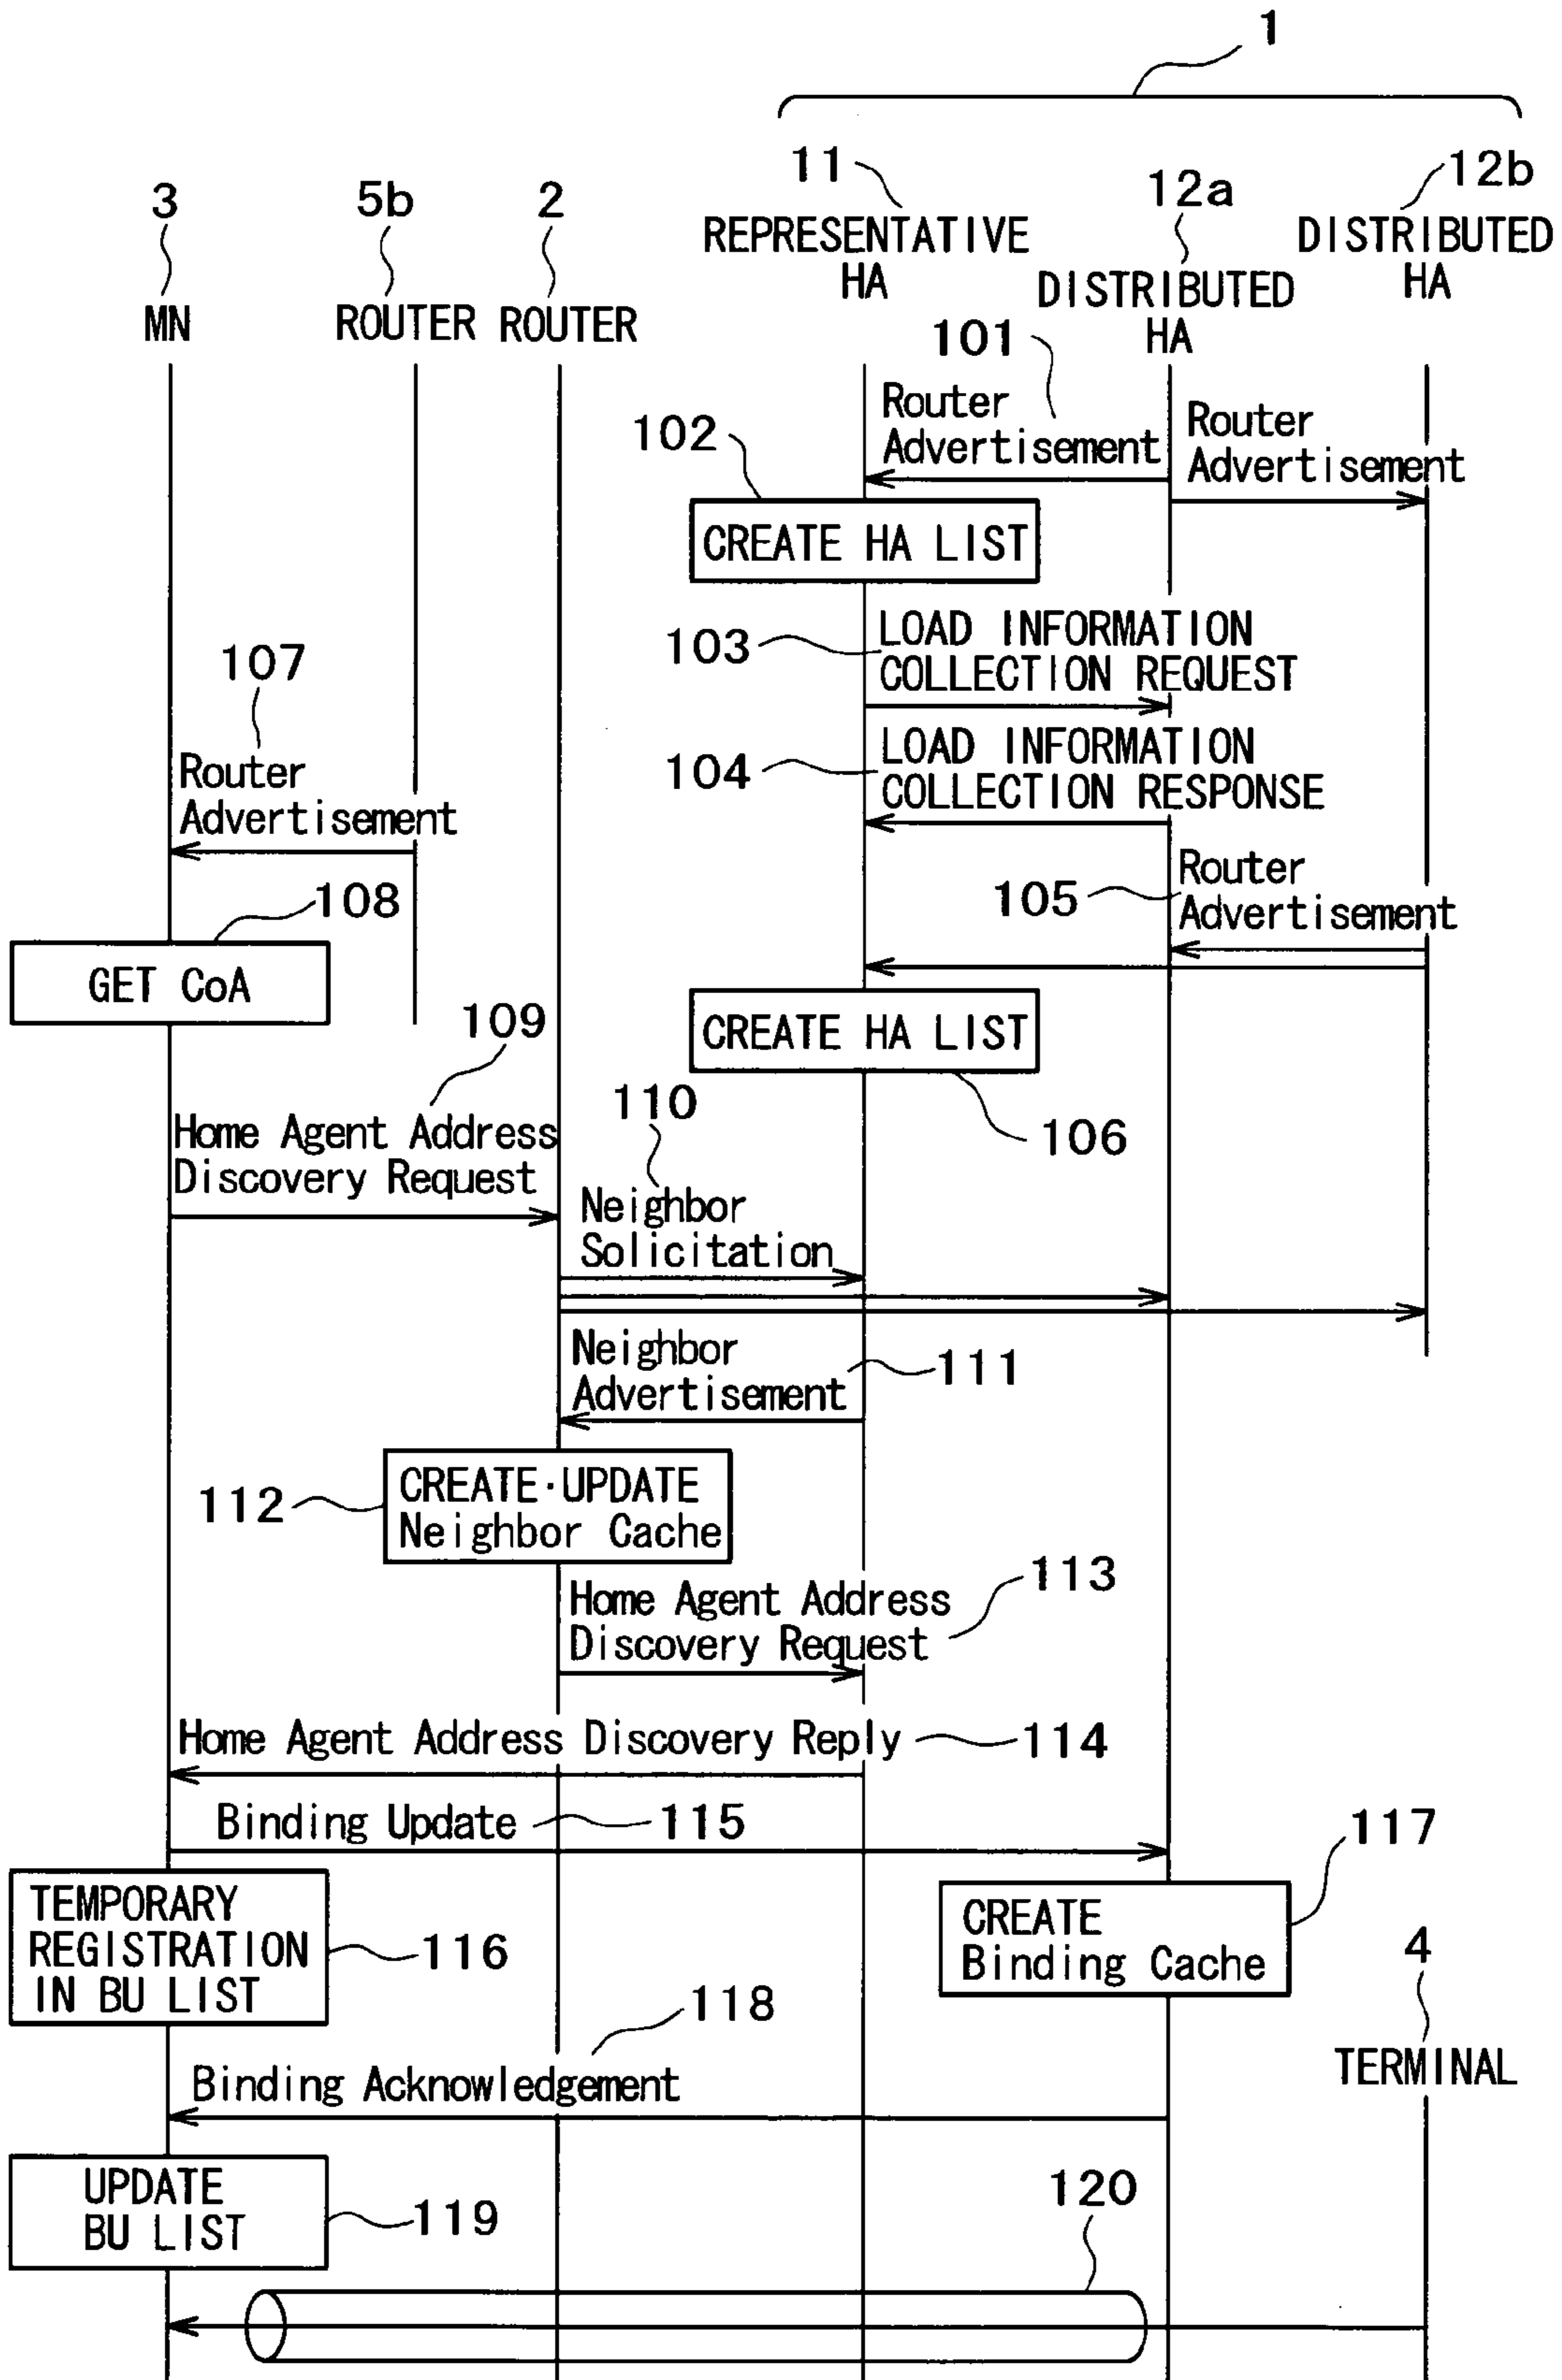 1
11
12b
3
5b
2
12a
REPRESENTATIVE
HA
DISTRIBUTED
HA
DISTRIBUTED
HA
MN
ROUTER
ROUTER
101
Router
Advertisement
Router
Advertisement
102
CREATE HA LIST
103
LOAD INFORMATION
COLLECTION REQUEST
107
104
LOAD INFORMATION
COLLECTION RESPONSE
Router
Advertisement
105
Router
Advertisement
108
GET CoA
109
CREATE HA LIST
110
106
Home Agent Address
Discovery Request
Neighbor
Solicitation
Neighbor
Advertisement
111
112
CREATE·UPDATE
Neighbor Cache
113
Home Agent Address
Discovery Request
Home Agent Address Discovery Reply
114
Binding Update
115
117
TEMPORARY
REGISTRATION
IN BU LIST
116
CREATE
Binding Cache
4
118
TERMINAL
Binding Acknowledgement
UPDATE
BU LIST
119
120